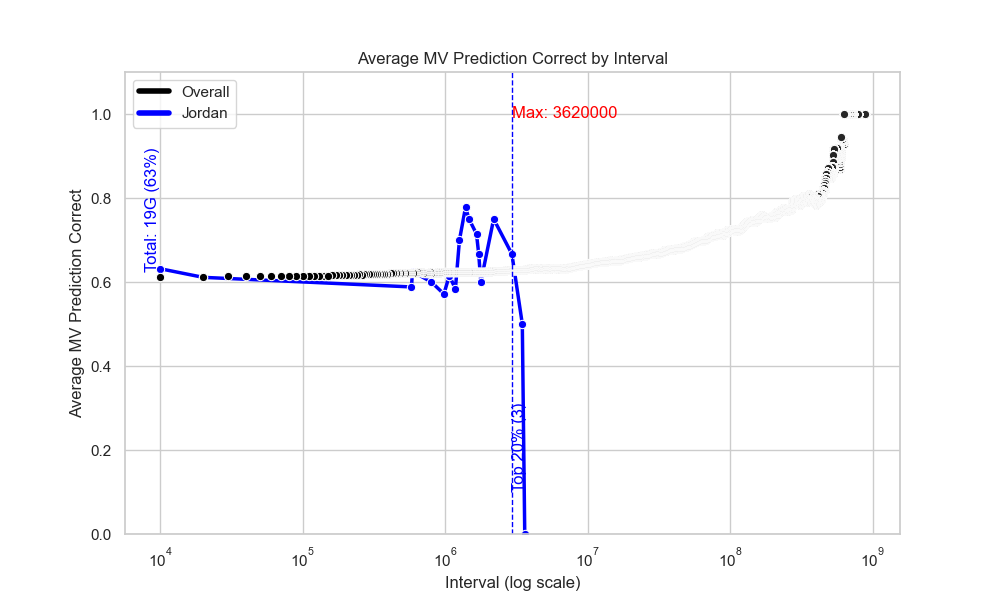 Average MV Prediction Correct by Interval
Overall
Jordan
Max: 3620000
Total: 19G (63%)
Top 20% (3)
Average MV Prediction Correct
1.0
0.8
0.6
0.4
0.2
0.0
10^4
10^5
10^6
10^7
10^8
10^9
Interval (log scale)